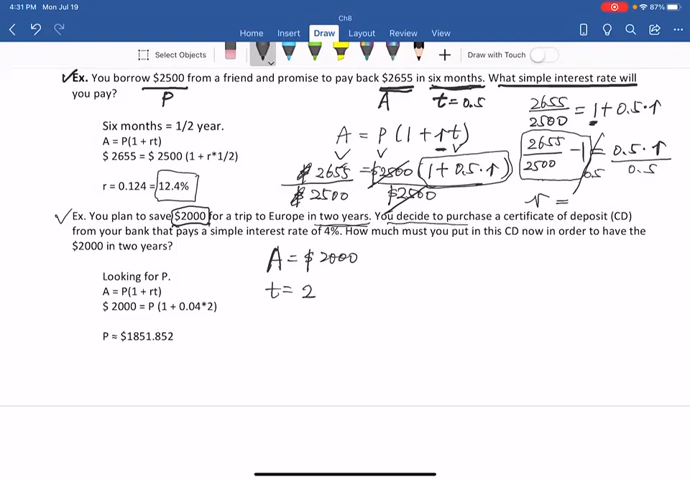 4:31 PM Mon Jul 19
87%
Ch8
Home Insert Draw Layout Review View
Select Objects
Draw with Touch
Ex. You borrow $2500 from a friend and promise to pay back $2655 in six months. What simple interest rate will
you pay?
P
A
t=0.5
Six months = 1/2 year.
A = P(1 + rt)
$ 2655 = $ 2500 (1 + r*1/2)
r = 0.124 = 12.4%
A = P (1 + rt)
$ 2655 = $2500 (1 + 0.5·r)
$ 2500 $2500
2655 = 1 + 0.5·r
2500
2655 - 1 = 0.5·r
2500
0.5 0.5
r =
Ex. You plan to save $2000 for a trip to Europe in two years. You decide to purchase a certificate of deposit (CD)
from your bank that pays a simple interest rate of 4%. How much must you put in this CD now in order to have the
$2000 in two years?
Looking for P.
A = P(1 + rt)
$ 2000 = P (1 + 0.04*2)
P ≈ $1851.852
A = $ 2000
t = 2